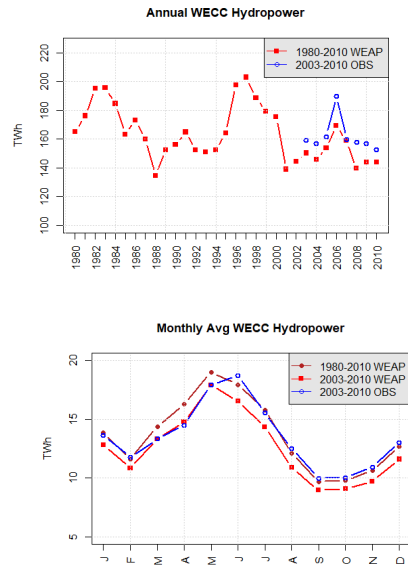 Annual WECC Hydropower
1980-2010 WEAP
2003-2010 OBS
TWh
220
200
180
160
140
120
100
1980
1982
1984
1986
1988
1990
1992
1994
1996
1998
2000
2002
2004
2006
2008
2010
Monthly Avg WECC Hydropower
1980-2010 WEAP
2003-2010 WEAP
2003-2010 OBS
TWh
20
15
10
5
J
F
M
A
M
J
J
A
S
O
N
D